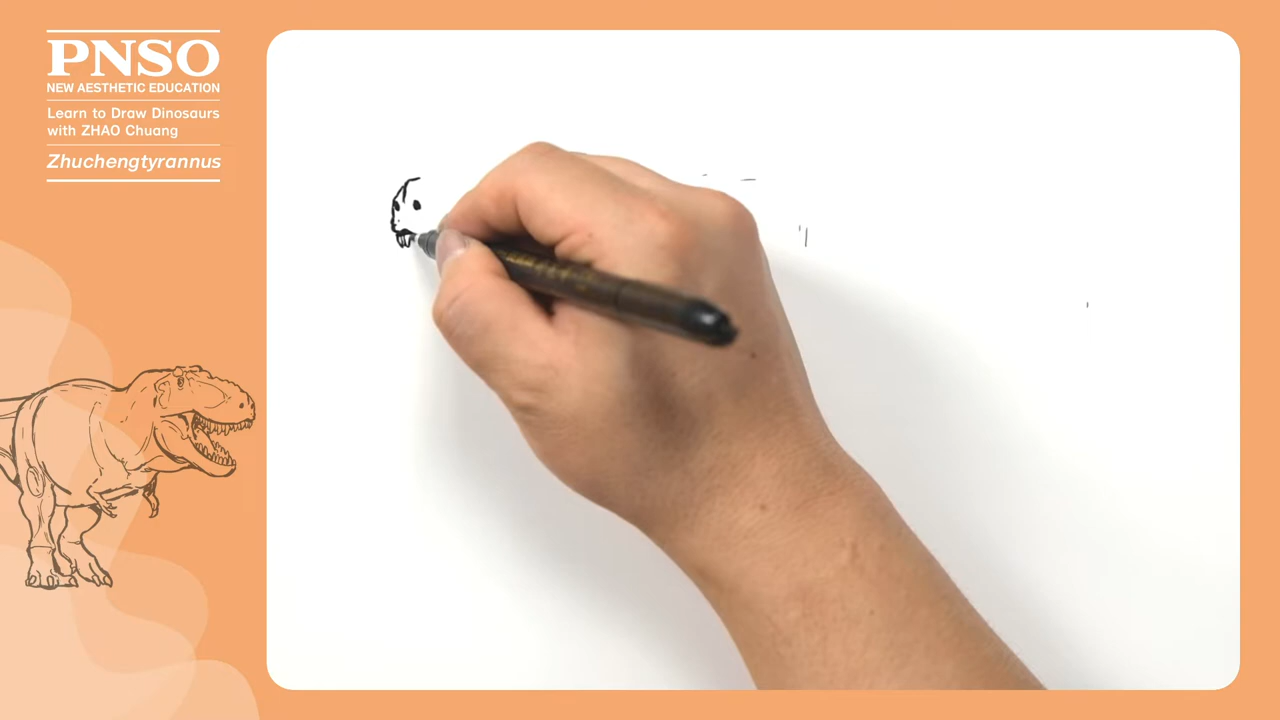 PNSO
NEW AESTHETIC EDUCATION
Learn to Draw Dinosaurs
with ZHAO Chuang
Zhuchengtyrannus